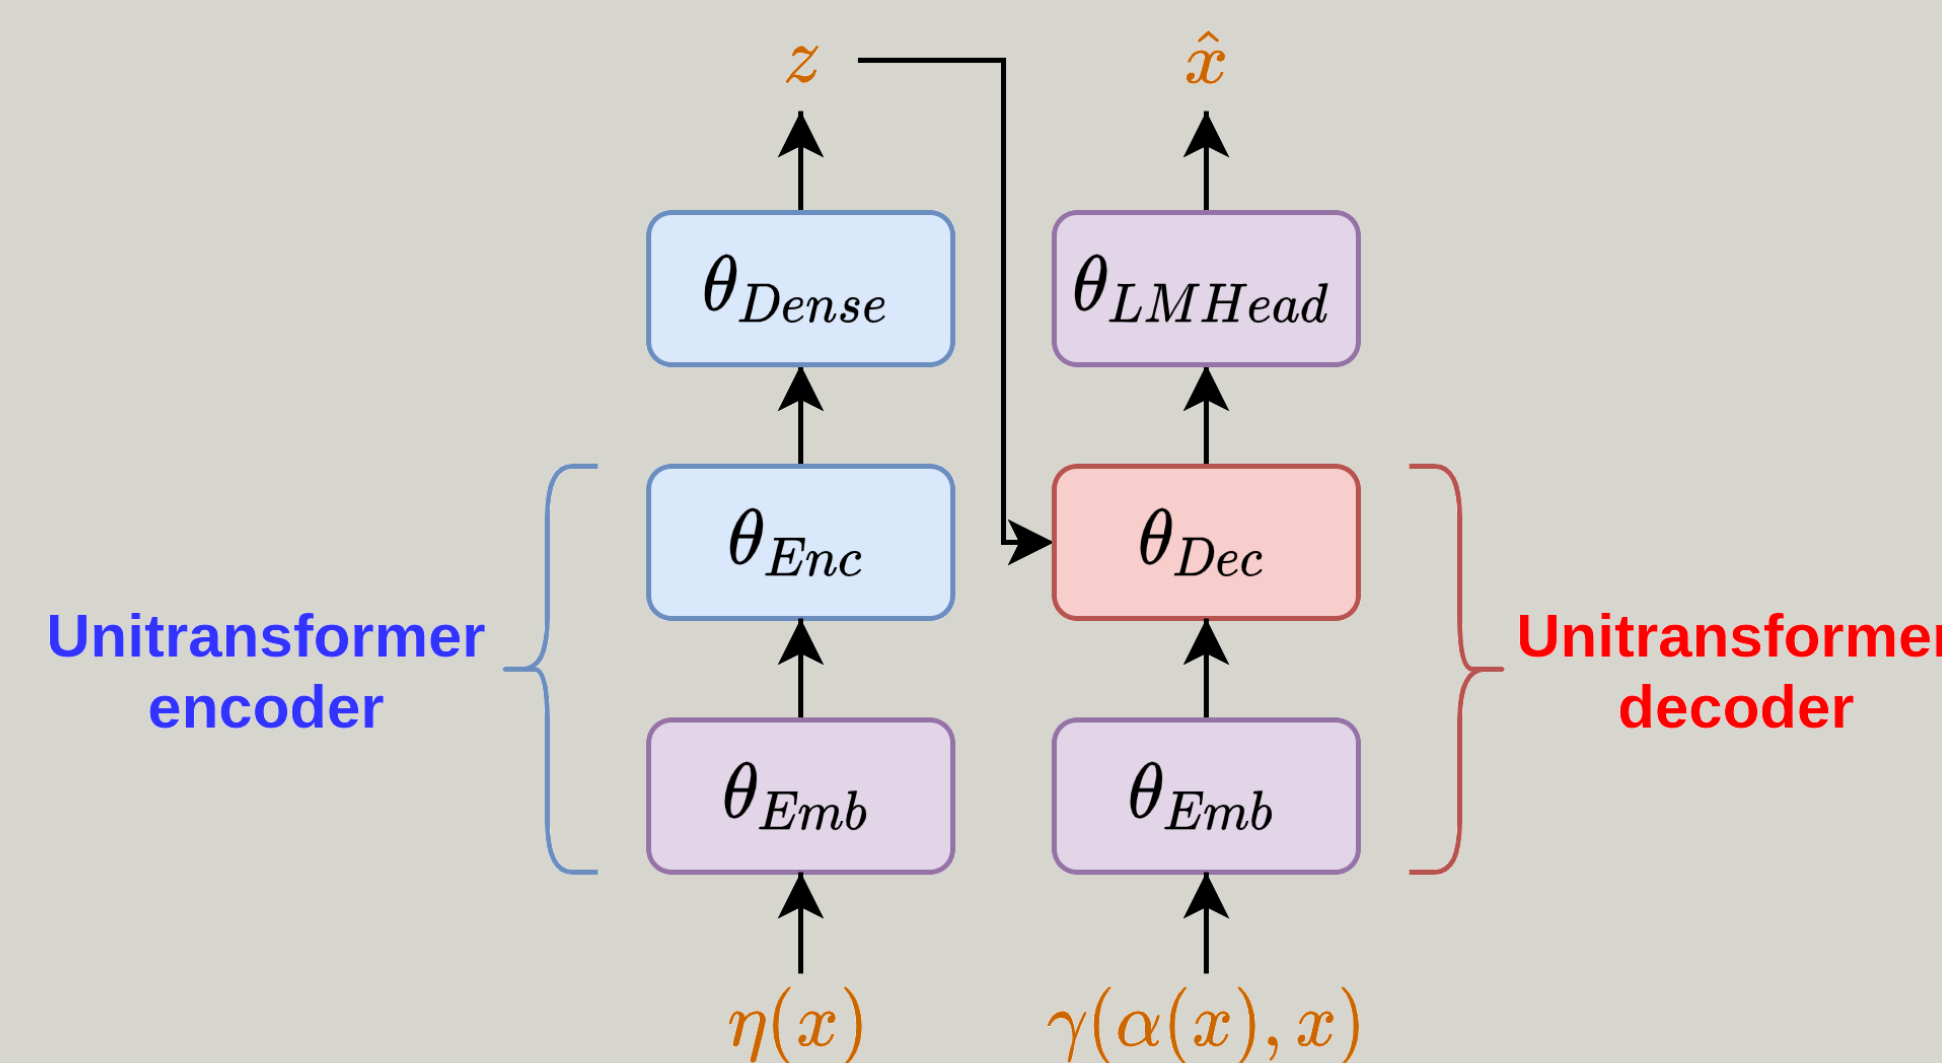 z
x̂
θ_Dense
θ_LMHead
θ_Enc
θ_Dec
Unitransformer
encoder
Unitransformer
decoder
θ_Emb
θ_Emb
η(x)
γ(α(x), x)